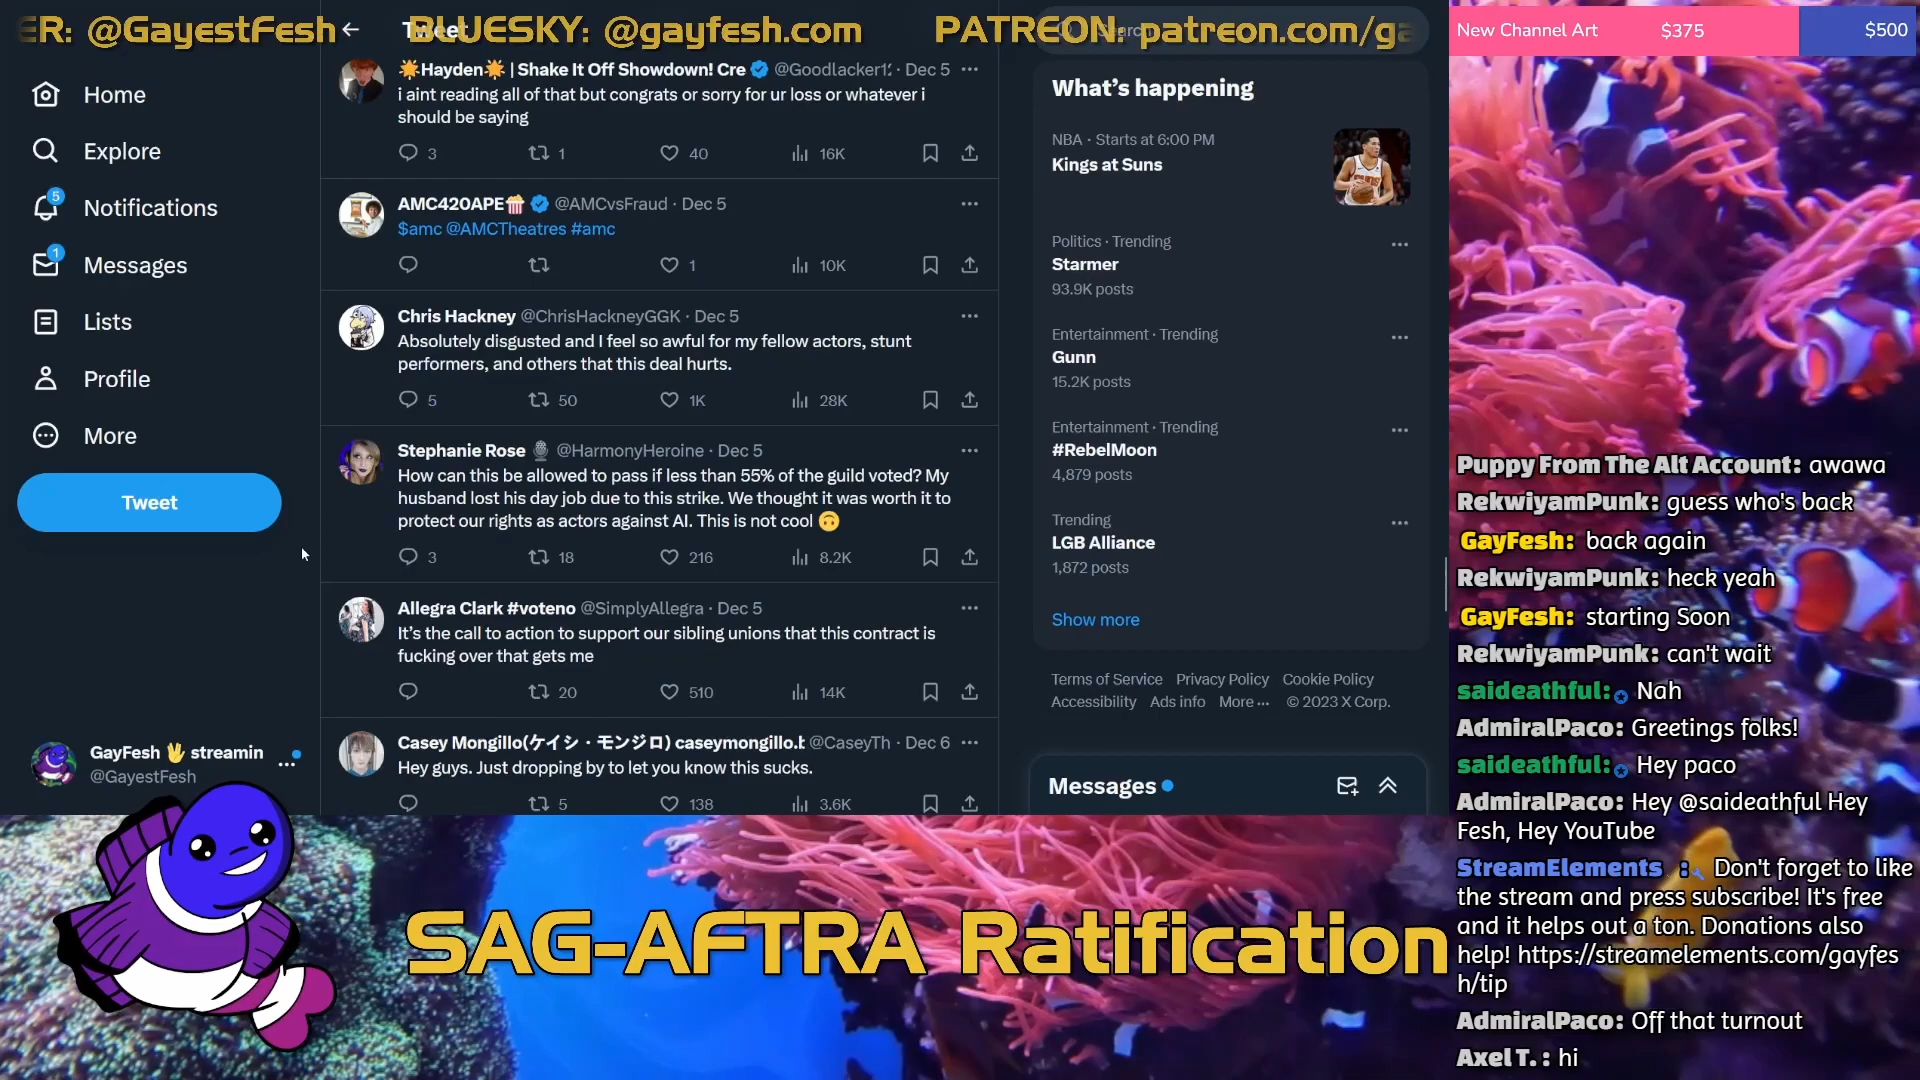 ER: @GayestFesh BLUESKY: @gayfesh.com PATREON: patreon.com/ga
Tweet
Home
Explore
5
Notifications
1
Messages
Lists
Profile
More
Tweet
GayFesh 🖖 streamin
@GayestFesh
🌟Hayden🌟 | Shake It Off Showdown! Cre @Goodlacker1 · Dec 5
i aint reading all of that but congrats or sorry for ur loss or whatever i
should be saying
3 1 40 16K
AMC420APE🍿 @AMCvsFraud · Dec 5
$amc @AMCTheatres #amc
1 10K
Chris Hackney @ChrisHackneyGGK · Dec 5
Absolutely disgusted and I feel so awful for my fellow actors, stunt
performers, and others that this deal hurts.
5 50 1K 28K
Stephanie Rose 🎙 @HarmonyHeroine · Dec 5
How can this be allowed to pass if less than 55% of the guild voted? My
husband lost his day job due to this strike. We thought it was worth it to
protect our rights as actors against AI. This is not cool 🙃
3 18 216 8.2K
Allegra Clark #voteno @SimplyAllegra · Dec 5
It's the call to action to support our sibling unions that this contract is
fucking over that gets me
20 510 14K
Casey Mongillo(ケイシ・モンジロ) caseymongillo.b @CaseyTh · Dec 6
Hey guys. Just dropping by to let you know this sucks.
5 138 3.6K
Search
What's happening
NBA · Starts at 6:00 PM
Kings at Suns
Politics · Trending
Starmer
93.9K posts
Entertainment · Trending
Gunn
15.2K posts
Entertainment · Trending
#RebelMoon
4,879 posts
Trending
LGB Alliance
1,872 posts
Show more
Terms of Service Privacy Policy Cookie Policy
Accessibility Ads info More ··· © 2023 X Corp.
Messages
New Channel Art $375 $500
Puppy From The Alt Account: awawa
RekwiyamPunk: guess who's back
GayFesh: back again
RekwiyamPunk: heck yeah
GayFesh: starting Soon
RekwiyamPunk: can't wait
saideathful: Nah
AdmiralPaco: Greetings folks!
saideathful: Hey paco
AdmiralPaco: Hey @saideathful Hey
Fesh, Hey YouTube
StreamElements : Don't forget to like
the stream and press subscribe! It's free
and it helps out a ton. Donations also
help! https://streamelements.com/gayfes
h/tip
AdmiralPaco: Off that turnout
Axel T. : hi
SAG-AFTRA Ratification